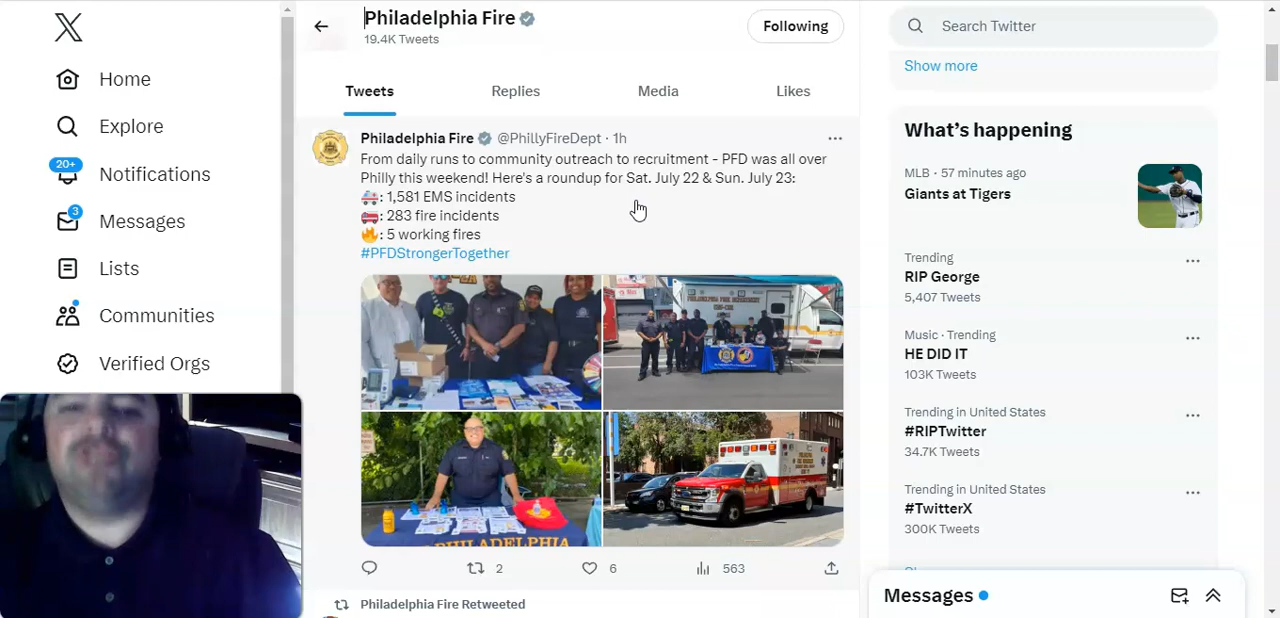 X
Home
Explore
20+
Notifications
3
Messages
Lists
Communities
Verified Orgs
Philadelphia Fire
19.4K Tweets
Following
Tweets
Replies
Media
Likes
Philadelphia Fire @PhillyFireDept · 1h
From daily runs to community outreach to recruitment - PFD was all over
Philly this weekend! Here's a roundup for Sat. July 22 & Sun. July 23:
: 1,581 EMS incidents
: 283 fire incidents
: 5 working fires
#PFDStrongerTogether
PHILADELPHIA FIRE DEPARTMENT
PHILADELPHIA
2
6
563
Philadelphia Fire Retweeted
Search Twitter
Show more
What's happening
MLB · 57 minutes ago
Giants at Tigers
Trending
RIP George
5,407 Tweets
Music · Trending
HE DID IT
103K Tweets
Trending in United States
#RIPTwitter
34.7K Tweets
Trending in United States
#TwitterX
300K Tweets
Messages